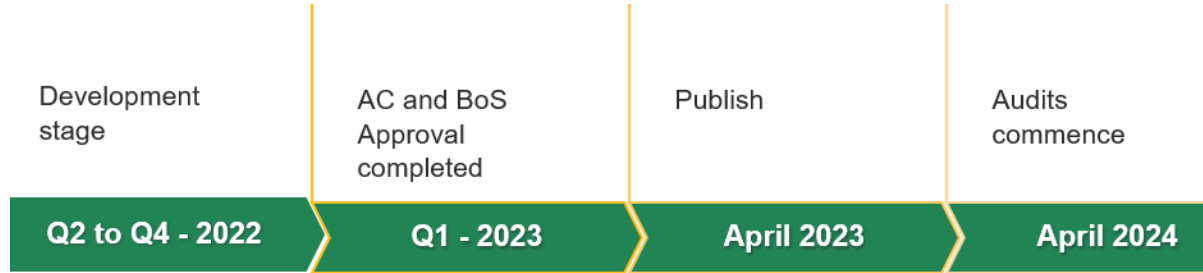 Development
stage
AC and BoS
Approval
completed
Publish
Audits
commence
Q2 to Q4 - 2022
Q1 - 2023
April 2023
April 2024